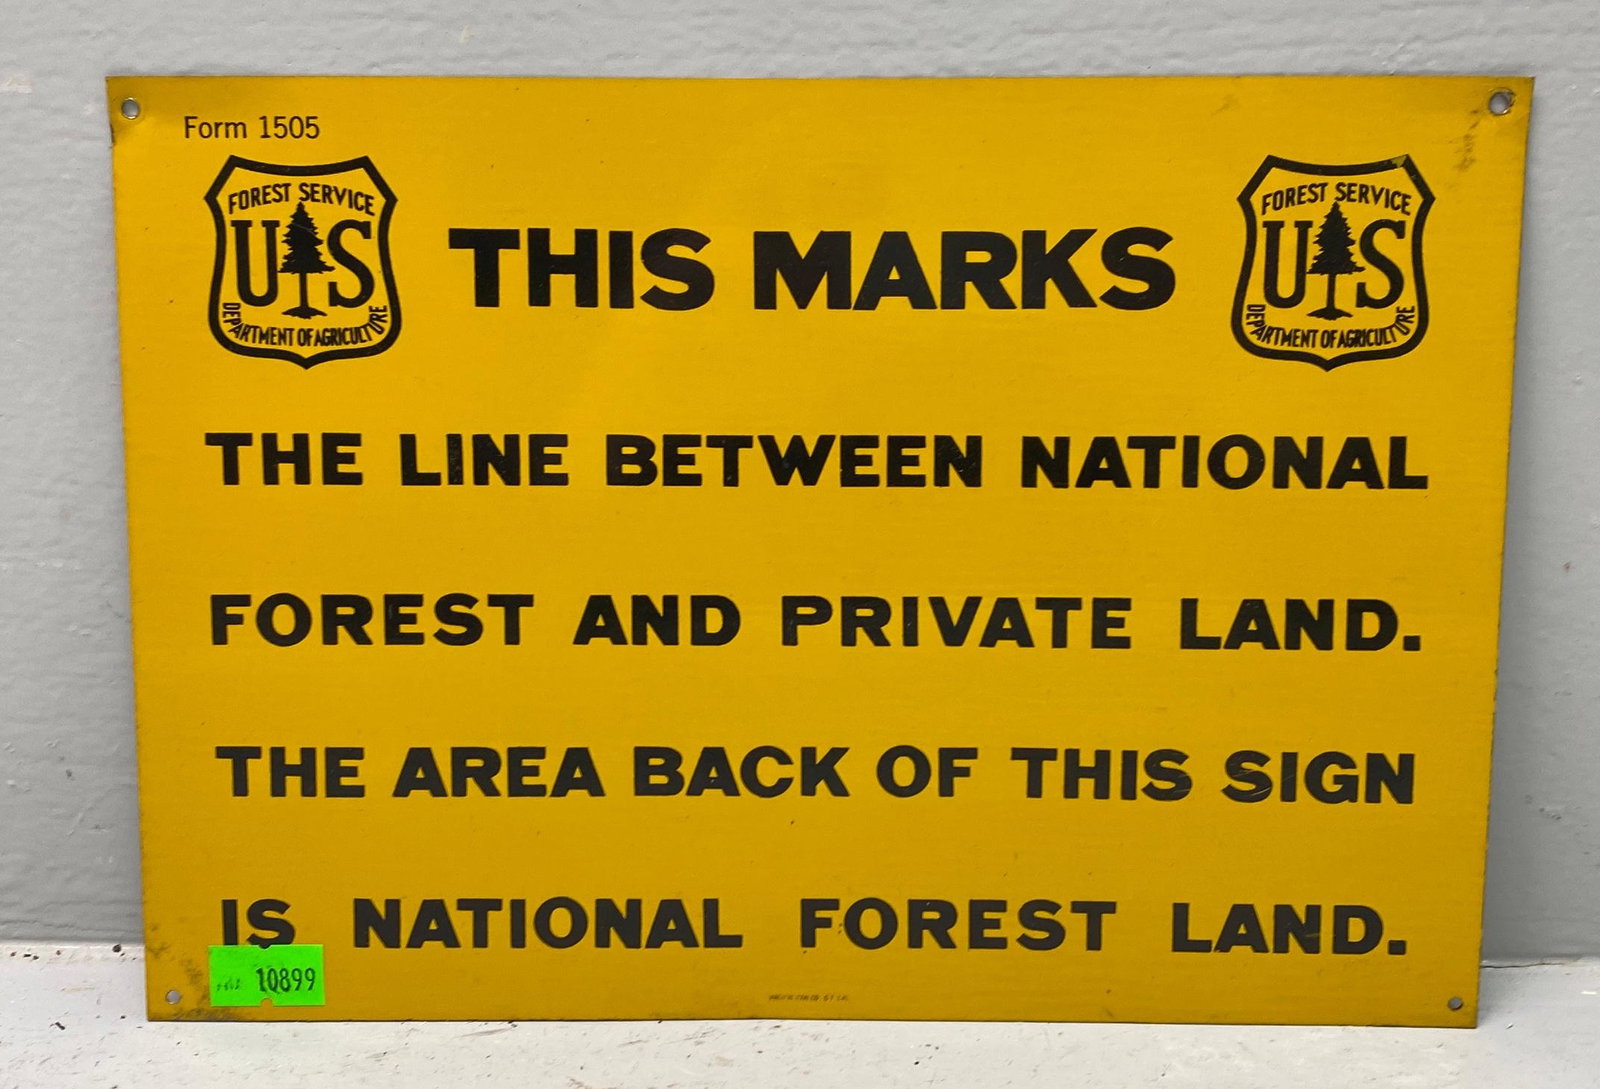 Form 1505
FOREST SERVICE
U S
DEPARTMENT OF AGRICULTURE
THIS MARKS
FOREST SERVICE
U S
DEPARTMENT OF AGRICULTURE
THE LINE BETWEEN NATIONAL
FOREST AND PRIVATE LAND.
THE AREA BACK OF THIS SIGN
IS NATIONAL FOREST LAND.
10899